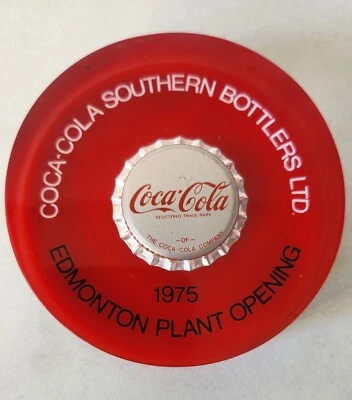 COCA-COLA SOUTHERN BOTTLERS LTD.
Coca-Cola
REGISTERED TRADE MARK
-OF-
THE COCA-COLA COMPANY
1975
EDMONTON PLANT OPENING